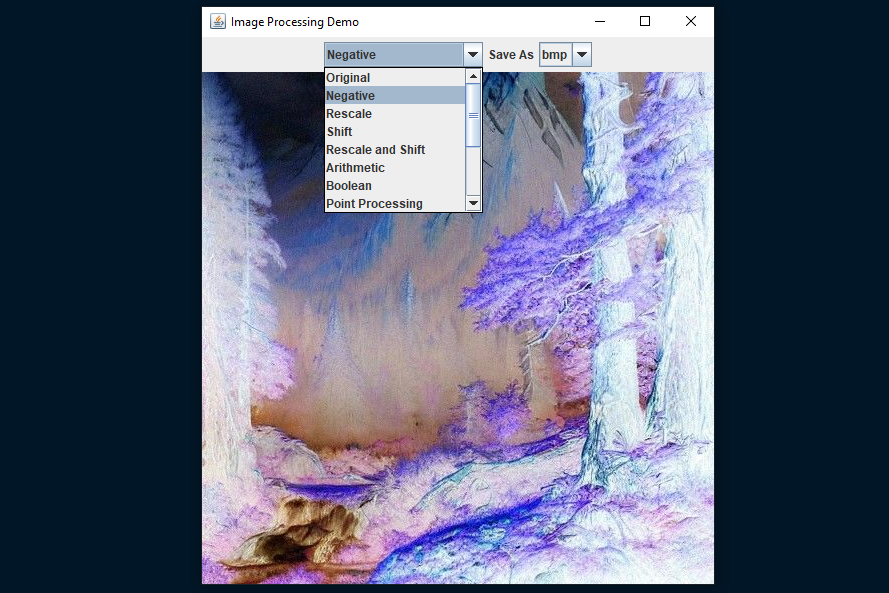 Image Processing Demo
Negative Save As bmp
Original
Negative
Rescale
Shift
Rescale and Shift
Arithmetic
Boolean
Point Processing